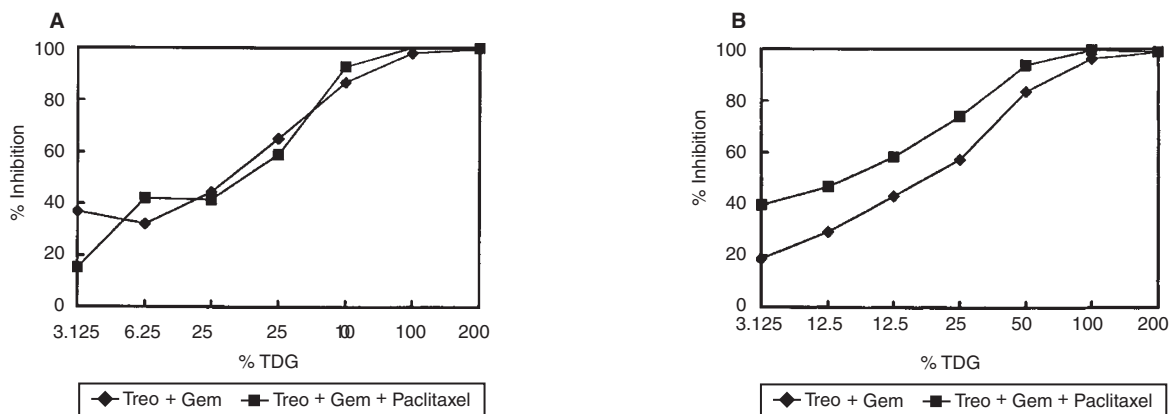 A
100
80
60
40
20
0
% Inhibition
3.125 6.25 25 25 100 200
% TDG
Treo + Gem Treo + Gem + Paclitaxel
B
100
80
60
40
20
0
% Inhibition
3.125 12.5 12.5 25 50 100 200
% TDG
Treo + Gem Treo + Gem + Paclitaxel